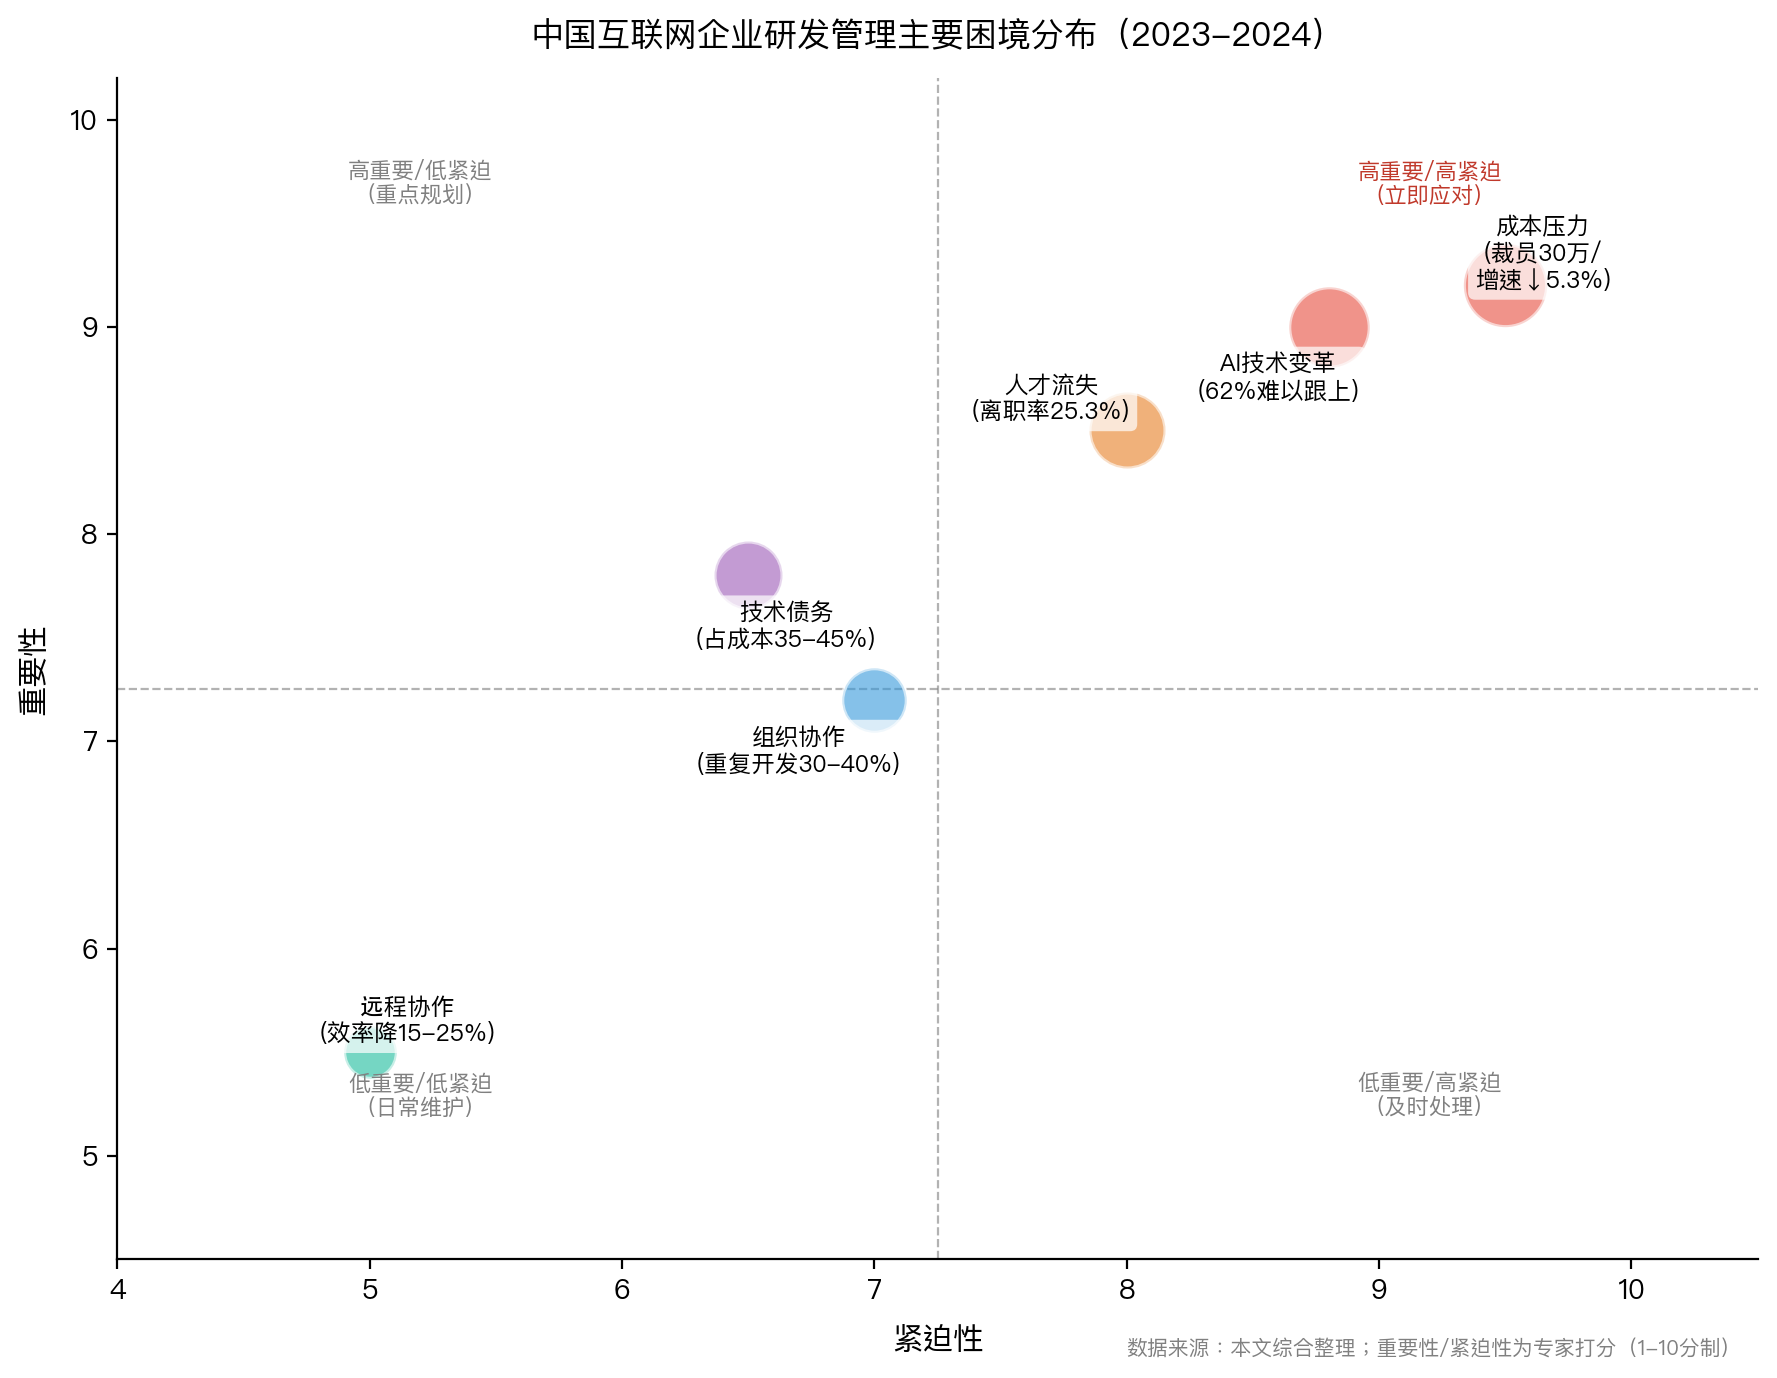 中国互联网企业研发管理主要困境分布（2023–2024）
10
9
8
7
6
5
重要性
高重要/低紧迫
(重点规划)
高重要/高紧迫
(立即应对)
成本压力
(裁员30万/
增速↓5.3%)
AI技术变革
(62%难以跟上)
人才流失
(离职率25.3%)
技术债务
(占成本35–45%)
组织协作
(重复开发30–40%)
远程协作
(效率降15–25%)
低重要/低紧迫
(日常维护)
低重要/高紧迫
(及时处理)
4
5
6
7
8
9
10
紧迫性
数据来源：本文综合整理；重要性/紧迫性为专家打分（1–10分制）